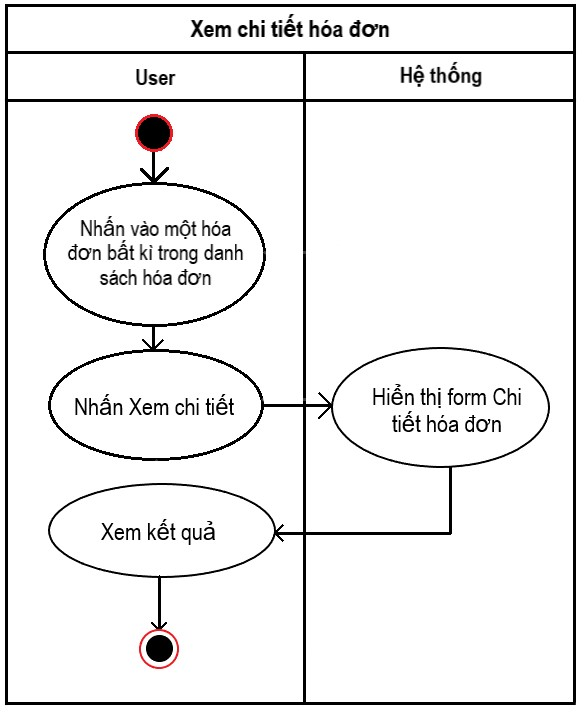 Xem chi tiết hóa đơn
User
Hệ thống
Nhấn vào một hóa
đơn bất kì trong danh
sách hóa đơn
Nhấn Xem chi tiết
Hiển thị form Chi
tiết hóa đơn
Xem kết quả